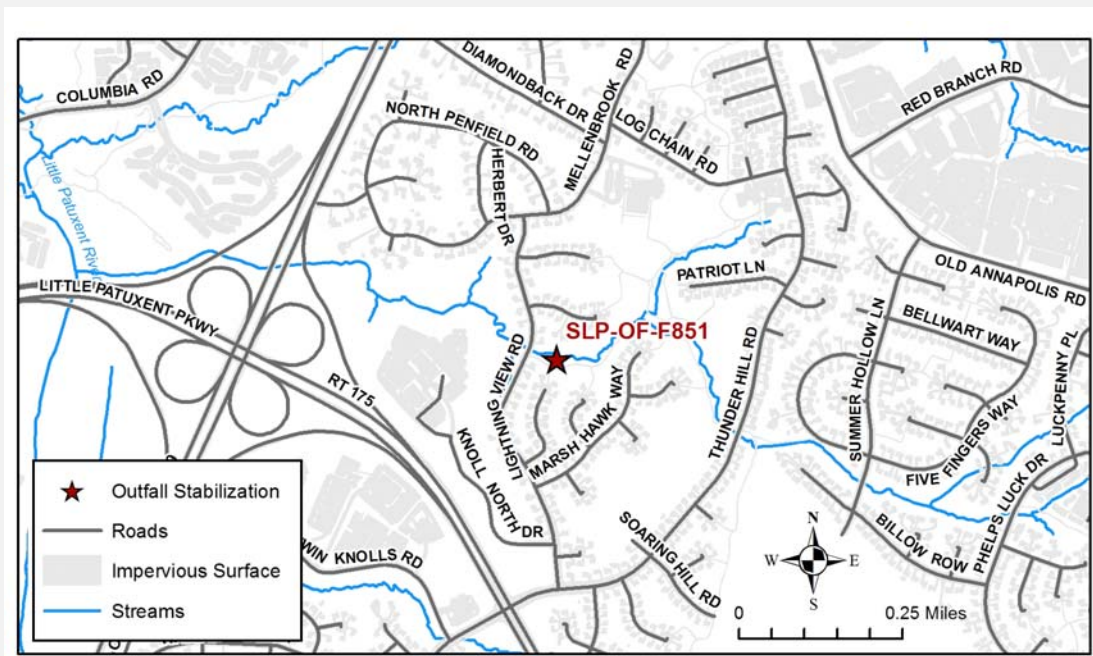 COLUMBIA RD
DIAMONDBACK DR
MELLENBROOK RD
RED BRANCH RD
NORTH PENFIELD RD
LOG CHAIN RD
HERBERT DR
Little Patuxent River
PATRIOT LN
OLD ANNAPOLIS RD
LITTLE PATUXENT PKWY
BELLWART WAY
SLP-OF-F851
SUMMER HOLLOW LN
LUCKPENNY PL
LIGHTNING VIEW RD
RT 175
THUNDER HILL RD
MARSH HAWK WAY
FIVE FINGERS WAY
KNOLL NORTH DR
PHELPS LUCK DR
BILLOW ROW
SOARING HILL RD
WIN KNOLLS RD
Outfall Stabilization
Roads
Impervious Surface
Streams
N
W E
S
0 0.25 Miles